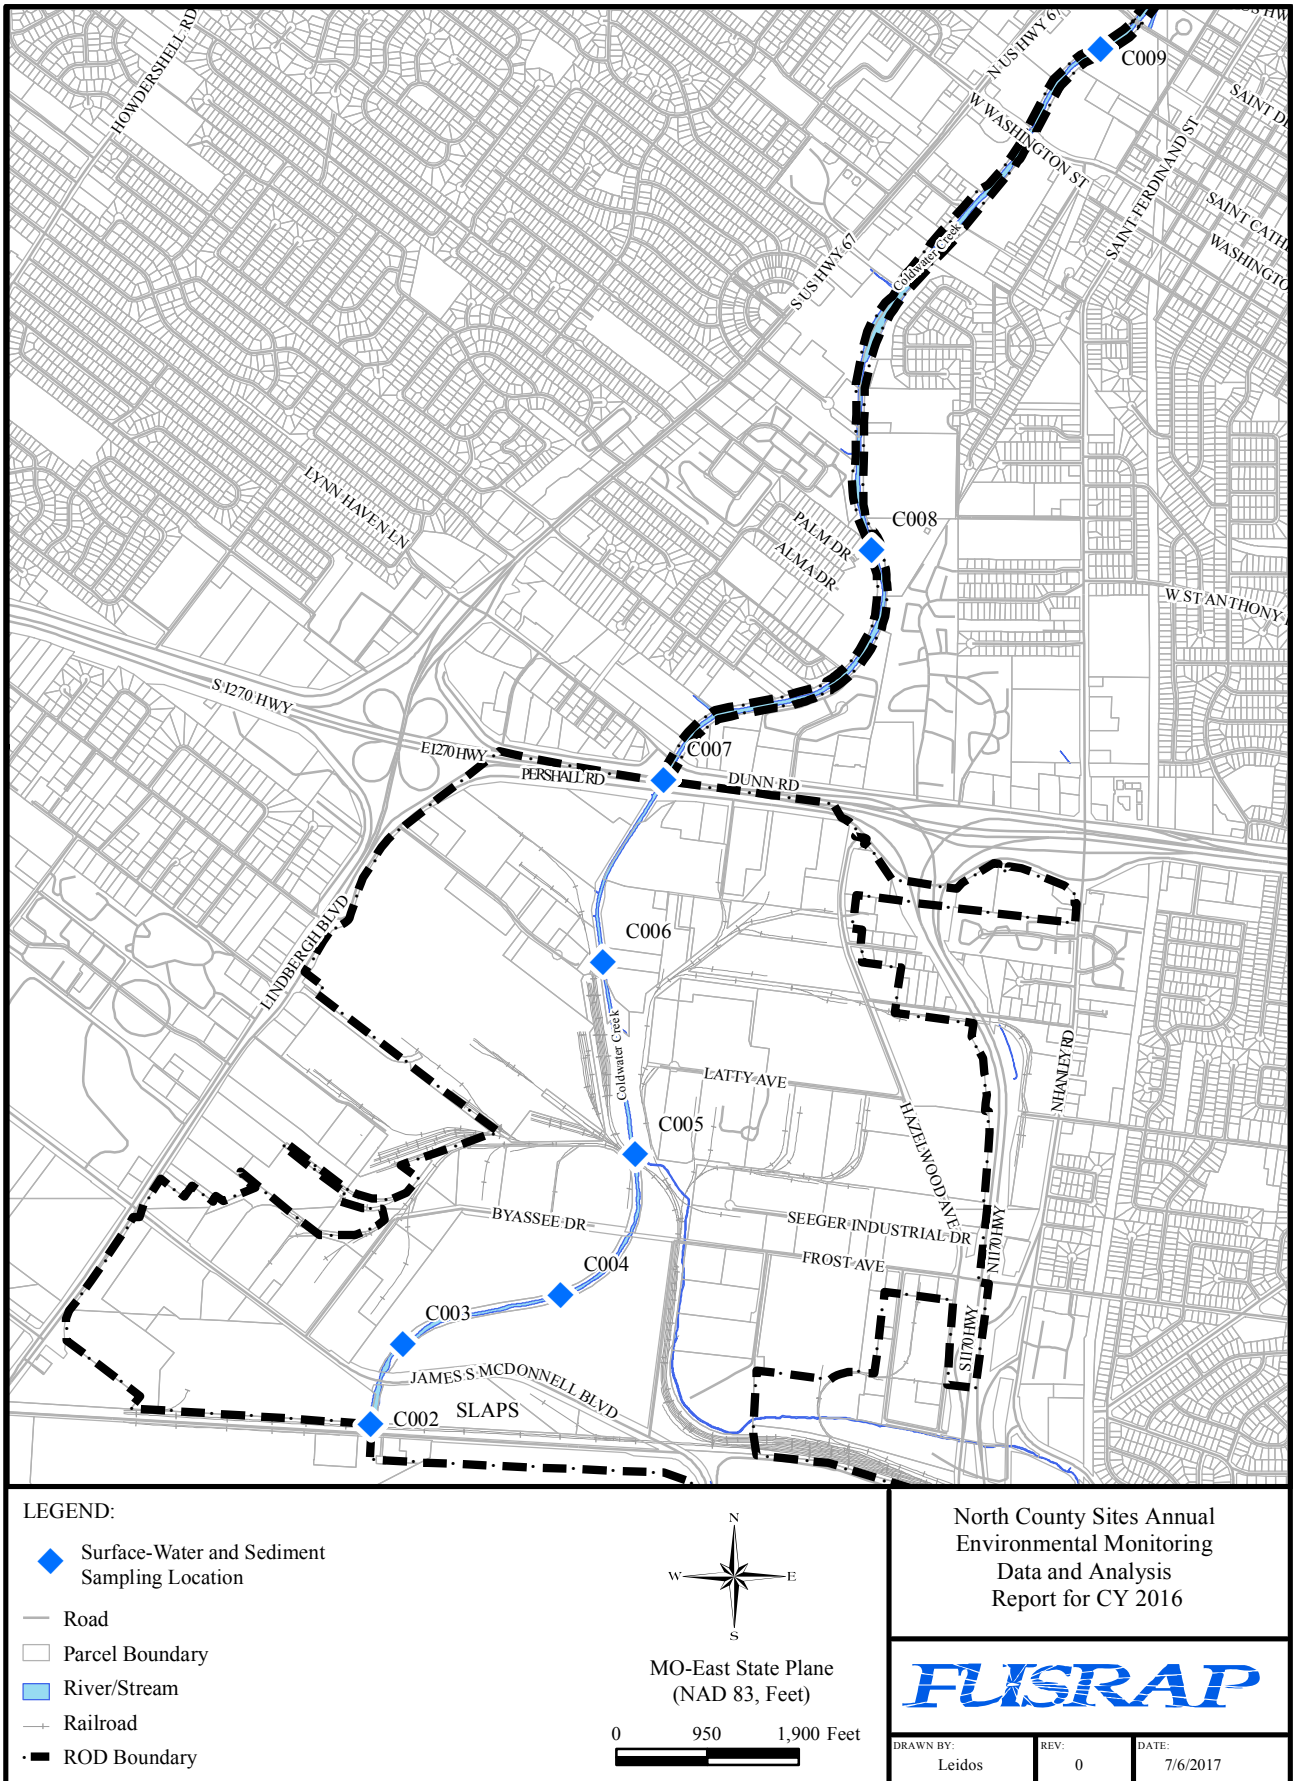 HOWDERSHELL RD
N US HWY 67
US HW
C009
W WASHINGTON ST
SAINT FERDINAND ST
SAINT CATH
WASHINGTO
Coldwater Creek
S US HWY 67
LYNN HAVEN LN
C008
PALM DR
ALMA DR
W ST ANTHONY
S I270 HWY
E I270 HWY
C007
PERSHALL RD
DUNN RD
LINDBERGH BLVD
C006
Coldwater Creek
LATTY AVE
N HANLEY RD
C005
HAZELWOOD AVE
BYASSEE DR
SEEGER INDUSTRIAL DR
N I170 HWY
FROST AVE
C004
C003
S I170 HWY
JAMES S MCDONNELL BLVD
C002
SLAPS
LEGEND:
Surface-Water and Sediment
Sampling Location
Road
Parcel Boundary
River/Stream
Railroad
ROD Boundary
N
W
E
S
MO-East State Plane
(NAD 83, Feet)
0 950 1,900 Feet
North County Sites Annual
Environmental Monitoring
Data and Analysis
Report for CY 2016
FUSRAP
DRAWN BY:
Leidos
REV:
0
DATE:
7/6/2017